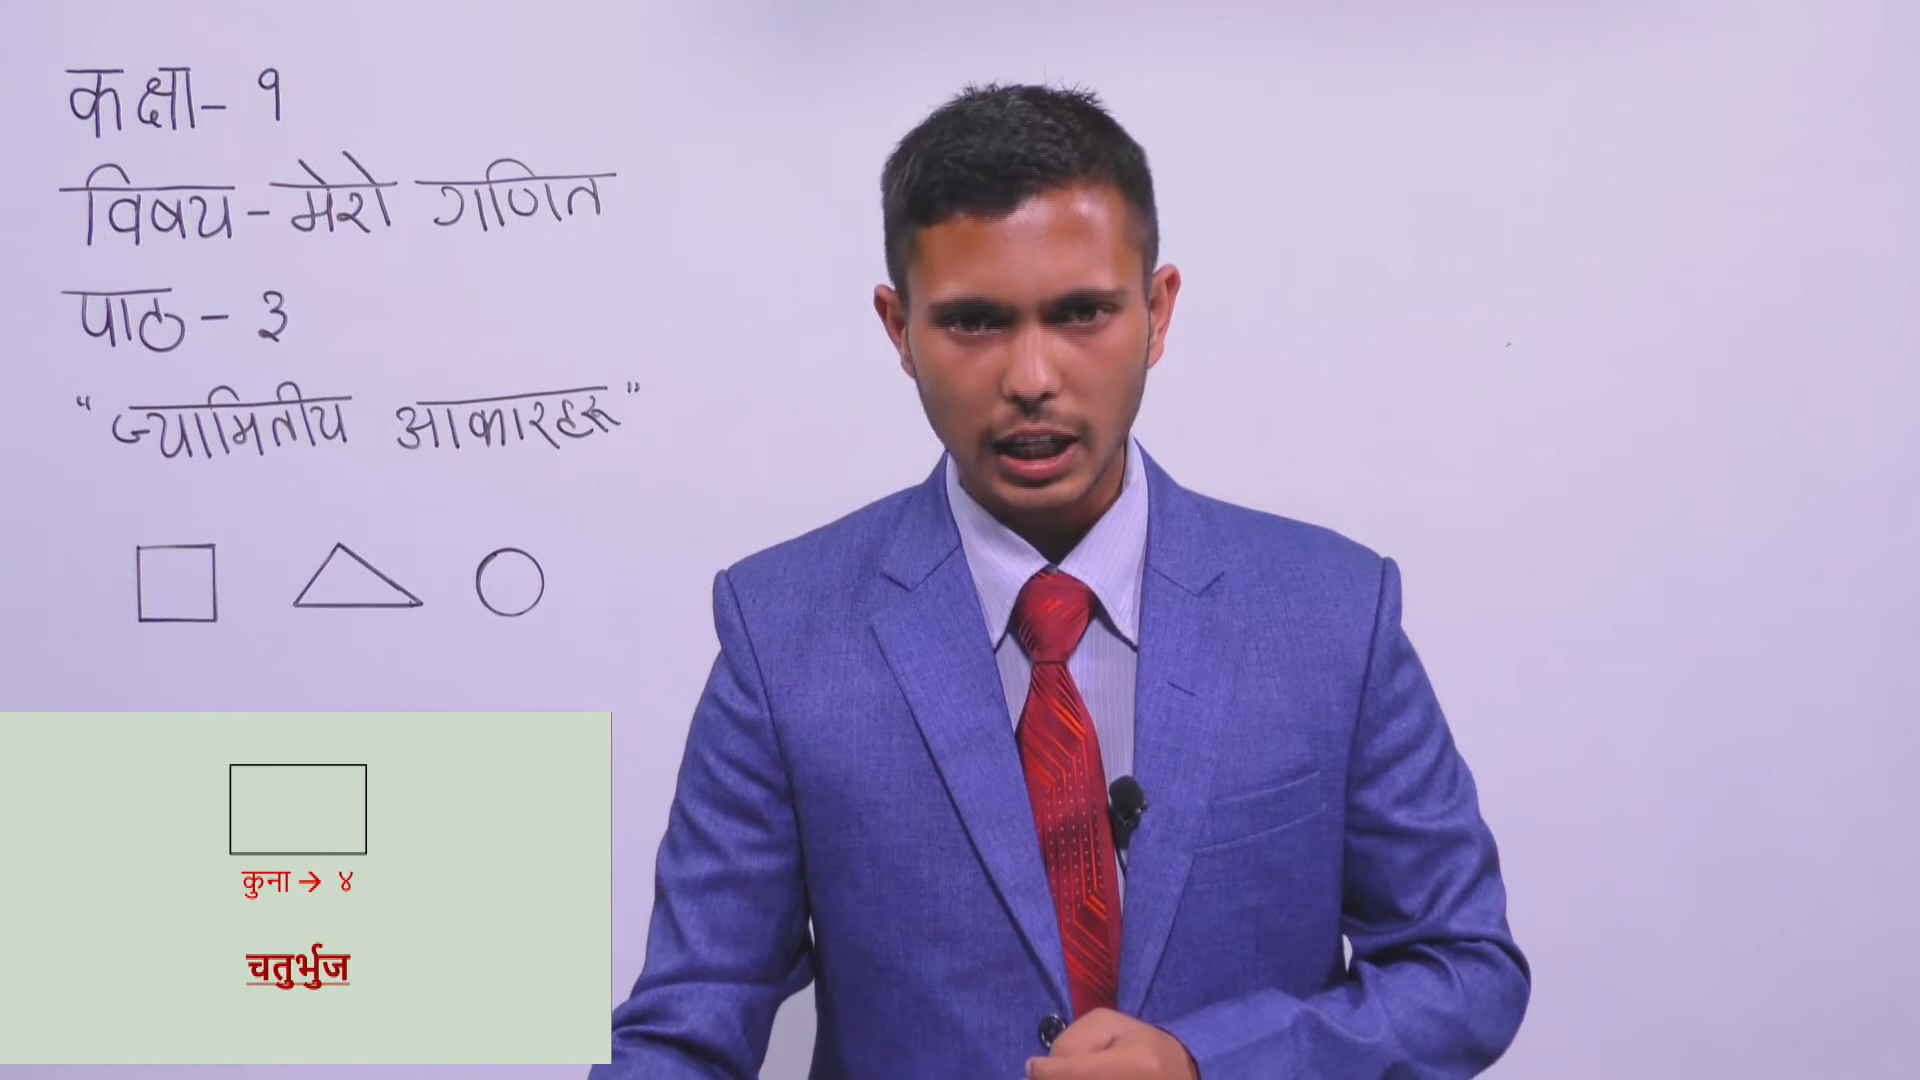 कक्षा- १
विषय - मेरो गणित
पाठ - ३
“ज्यामितीय आकारहरू”
कुना → ४
चतुर्भुज